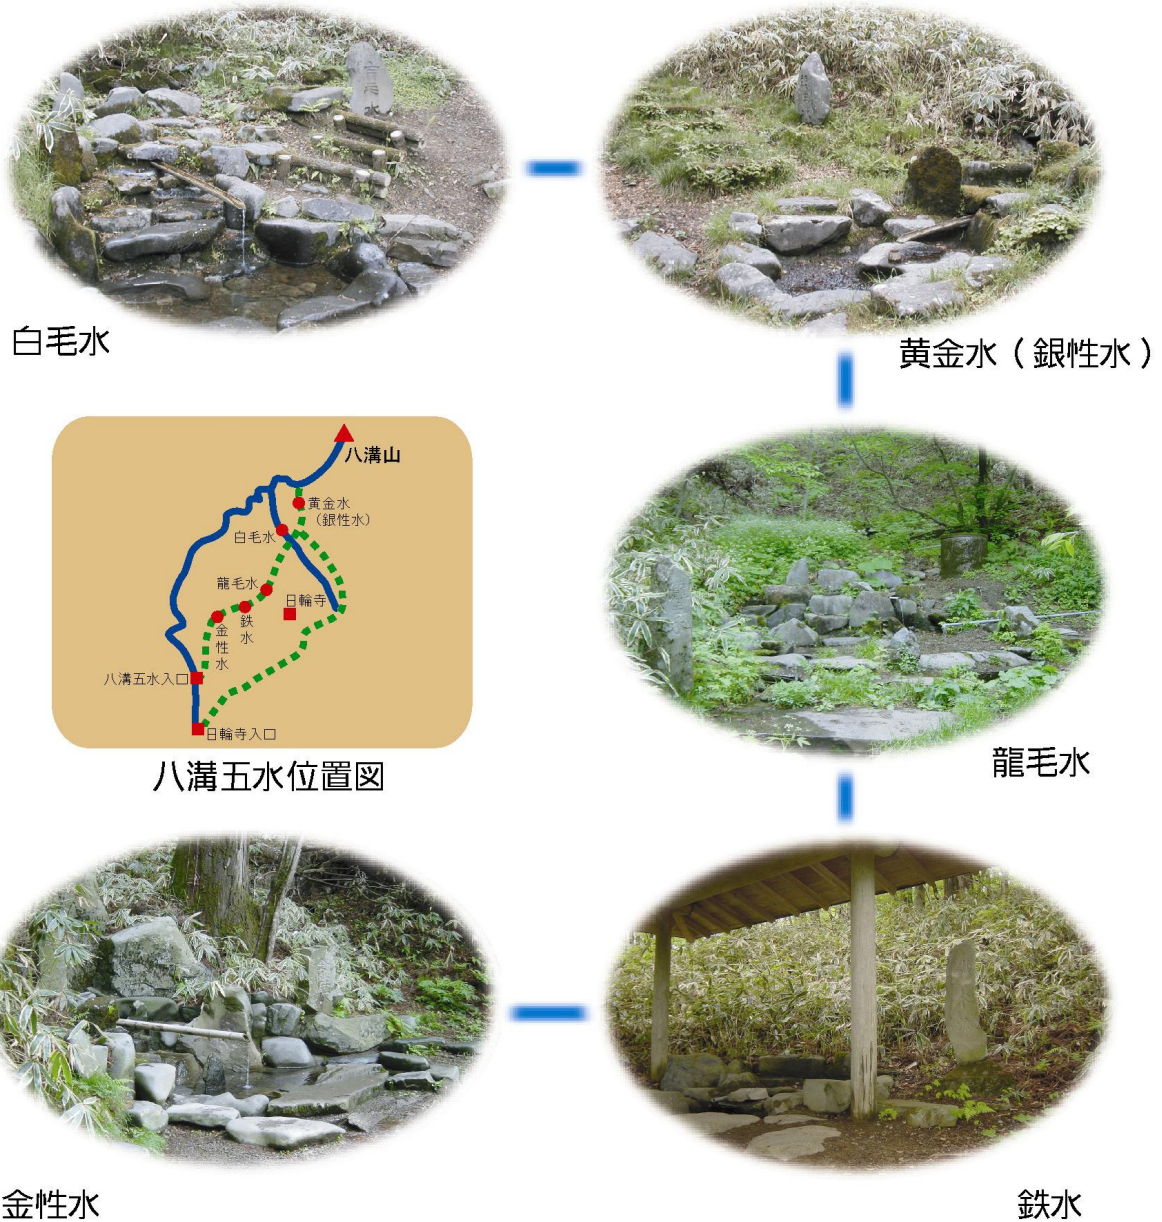 白毛水
黄金水(銀性水)
八溝山
黄金水
(銀性水)
白毛水
龍毛水
日輪寺
鉄水
金性水
八溝五水入口
日輪寺入口
八溝五水位置図
龍毛水
金性水
鉄水